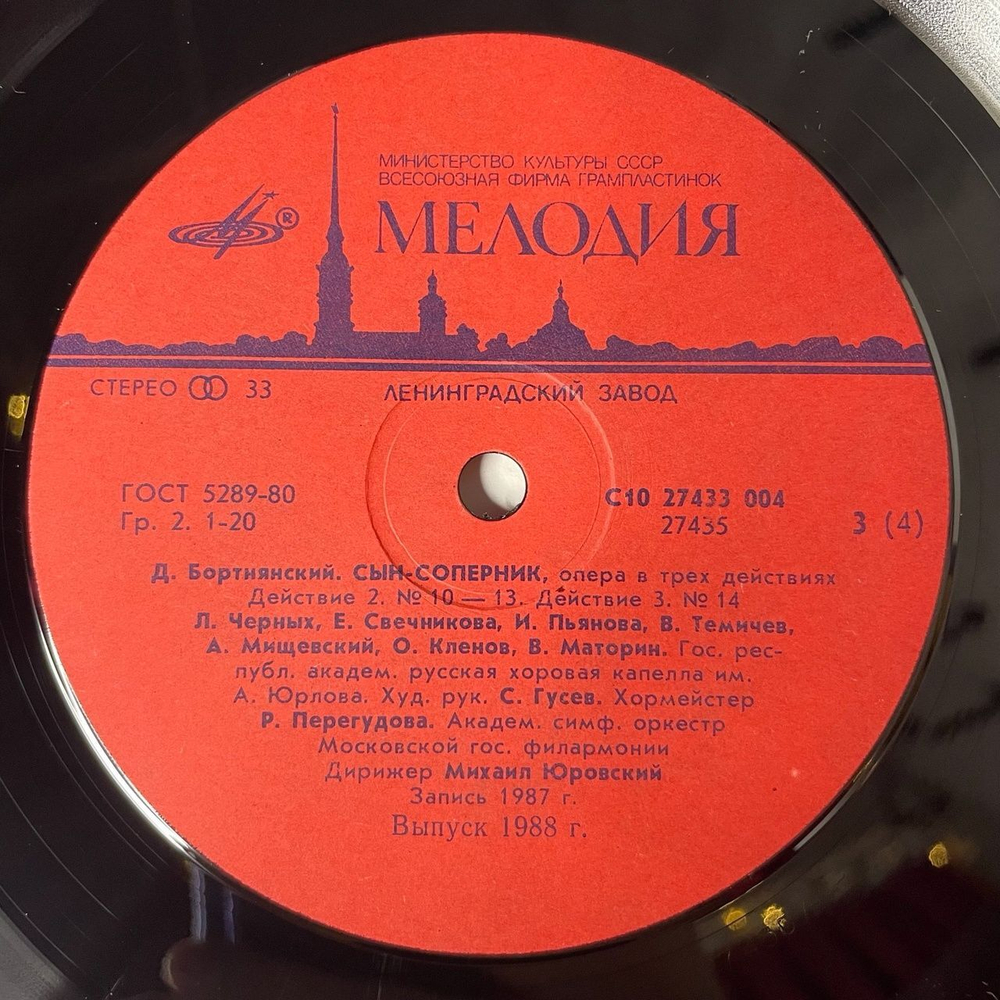 МИНИСТЕРСТВО КУЛЬТУРЫ СССР
ВСЕСОЮЗНАЯ ФИРМА ГРАМПЛАСТИНОК
МЕЛОДИЯ
®
СТЕРЕО 33
ЛЕНИНГРАДСКИЙ ЗАВОД
ГОСТ 5289-80
Гр. 2. 1-20
С10 27433 004
27435
3 (4)
Д. Бортнянский. СЫН-СОПЕРНИК, опера в трех действиях
Действие 2. № 10 — 13. Действие 3. № 14
Л. Черных, Е. Свечникова, И. Пьянова, В. Темичев,
А. Мищевский, О. Кленов, В. Маторин. Гос. рес-
публ. академ. русская хоровая капелла им.
А. Юрлова. Худ. рук. С. Гусев. Хормейстер
Р. Перегудова. Академ. симф. оркестр
Московской гос. филармонии
Дирижер Михаил Юровский
Запись 1987 г.
Выпуск 1988 г.